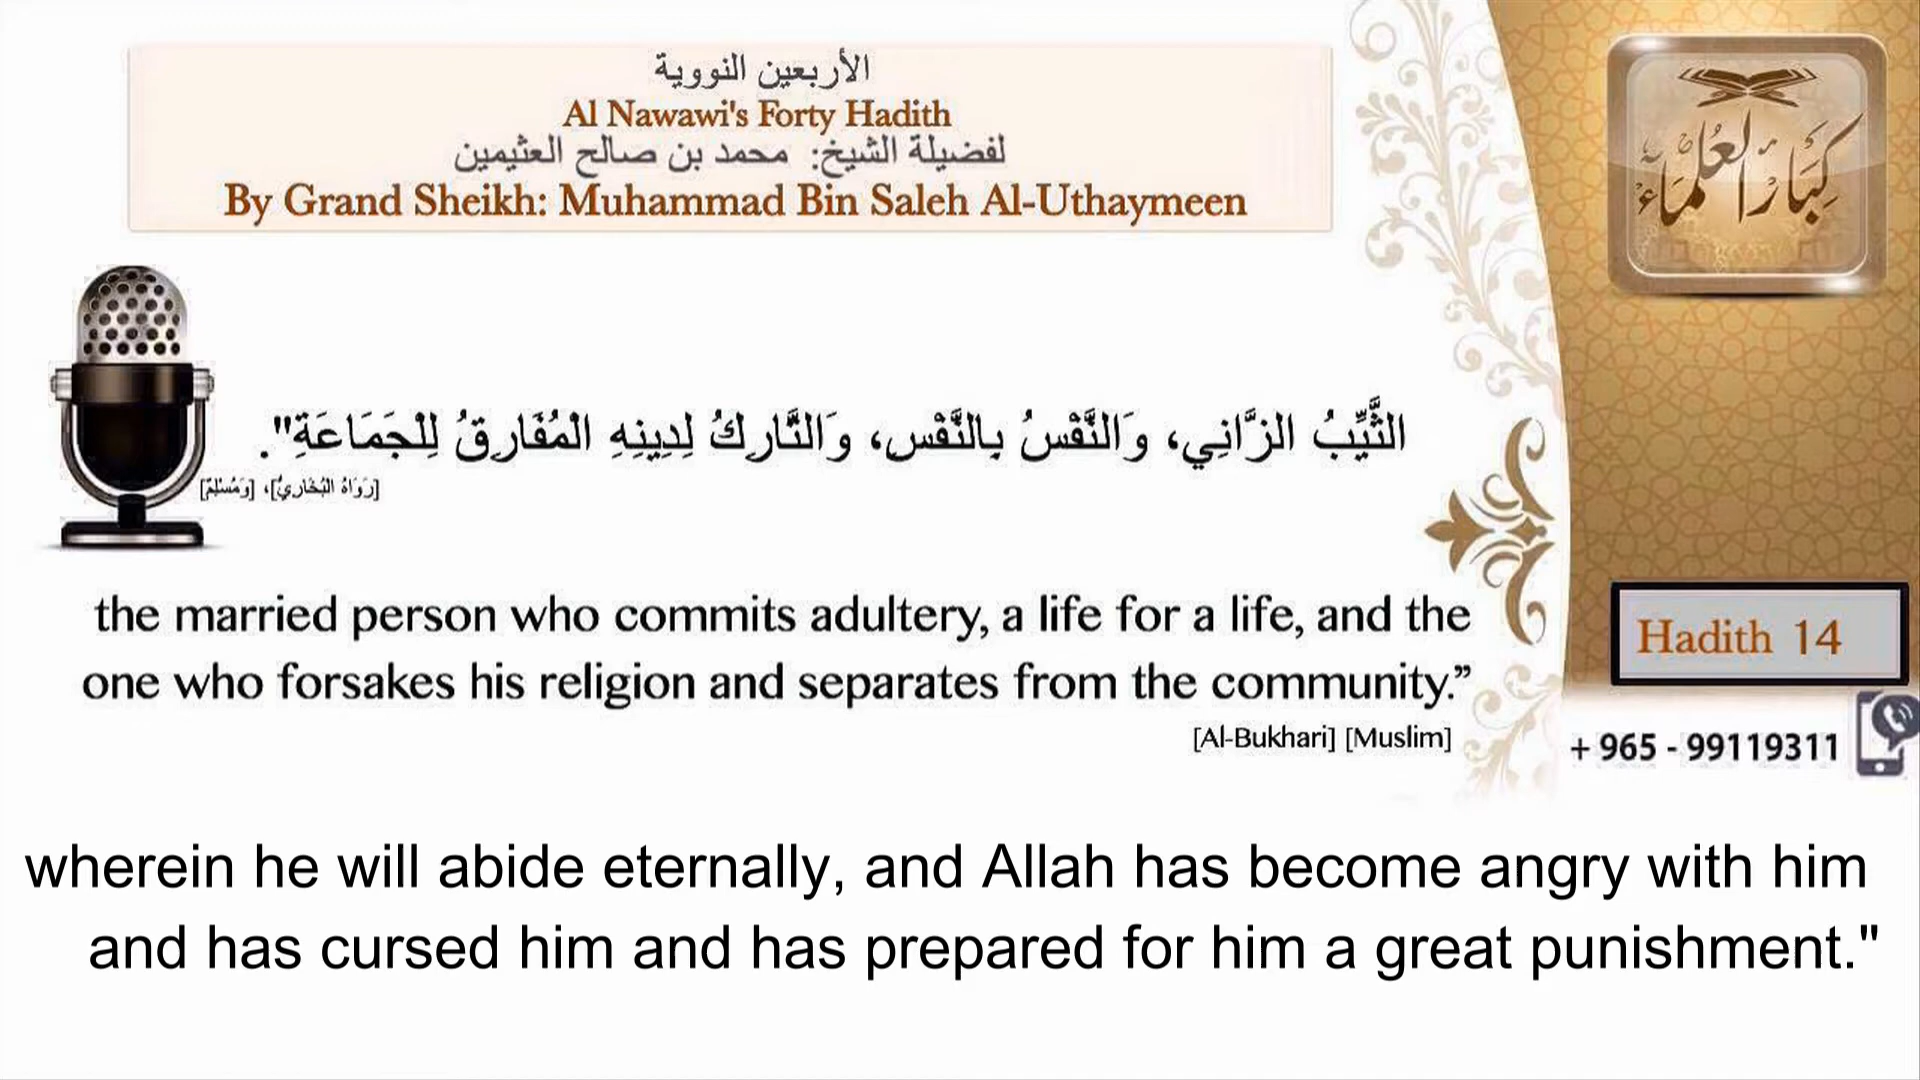 الأربعين النووية
Al Nawawi's Forty Hadith
لفضيلة الشيخ: محمد بن صالح العثيمين
By Grand Sheikh: Muhammad Bin Saleh Al-Uthaymeen
كِبَارُ العُلَمَاء
الثَّيِّبُ الزَّانِي، وَالنَّفْسُ بِالنَّفْسِ، وَالتَّارِكُ لِدِينِهِ الْمُفَارِقُ لِلْجَمَاعَةِ".
[رَوَاهُ البُخَارِيُّ]، [وَمُسْلِمٌ]
the married person who commits adultery, a life for a life, and the
one who forsakes his religion and separates from the community.”
[Al-Bukhari] [Muslim]
Hadith 14
+ 965 - 99119311
wherein he will abide eternally, and Allah has become angry with him
and has cursed him and has prepared for him a great punishment."